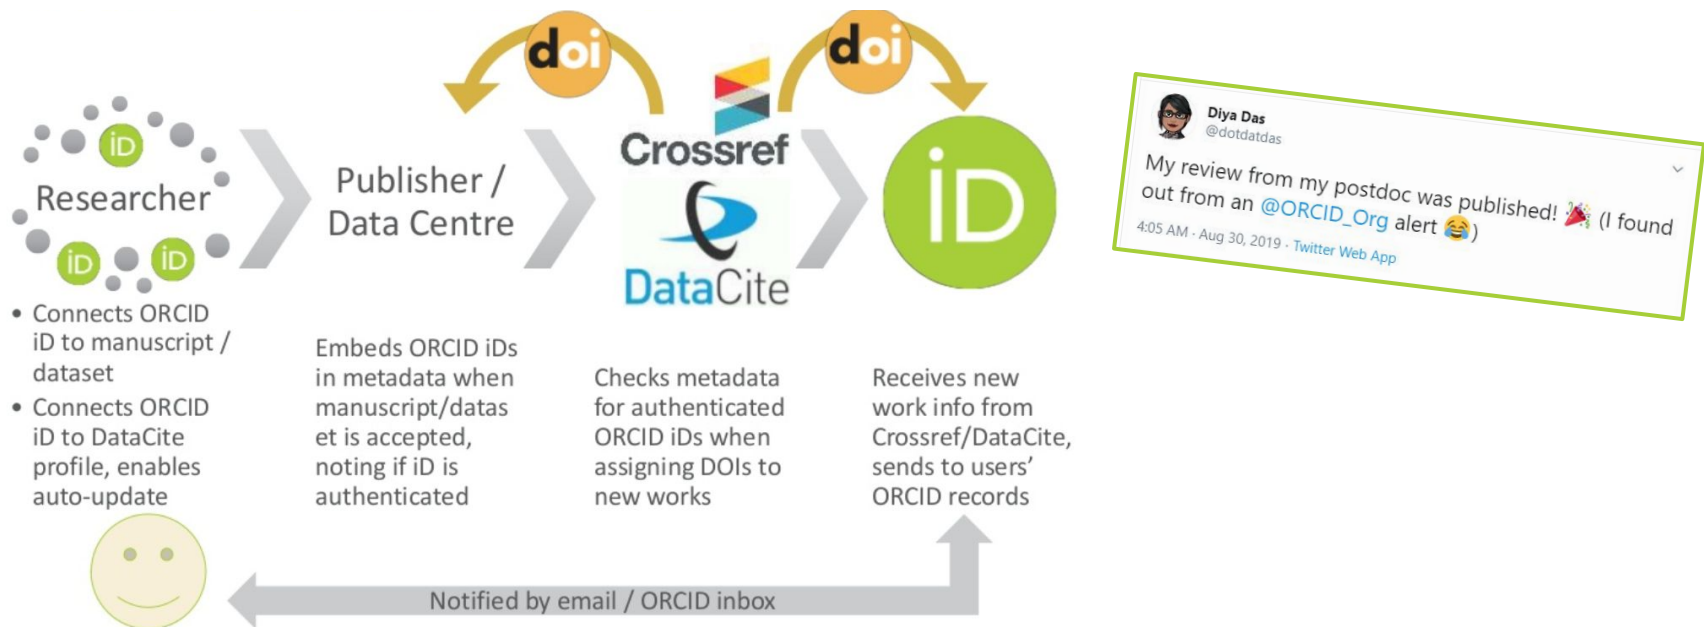 doi
doi
iD
Researcher
iD
iD
Publisher /
Data Centre
Crossref
DataCite
iD
• Connects ORCID
iD to manuscript /
dataset
• Connects ORCID
iD to DataCite
profile, enables
auto-update
Embeds ORCID iDs
in metadata when
manuscript/datas
et is accepted,
noting if iD is
authenticated
Checks metadata
for authenticated
ORCID iDs when
assigning DOIs to
new works
Receives new
work info from
Crossref/DataCite,
sends to users’
ORCID records
Notified by email / ORCID inbox
Diya Das
@dotdatdas
My review from my postdoc was published! 🎉 (I found
out from an @ORCID_Org alert 😂)
4:05 AM · Aug 30, 2019 · Twitter Web App